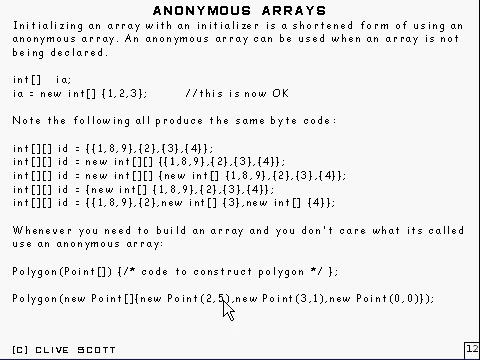 ANONYMOUS ARRAYS
Initializing an array with an initializer is a shortened form of using an
anonymous array. An anonymous array can be used when an array is not
being declared.
int[] ia;
ia = new int[] {1,2,3}; //this is now OK
Note the following all produce the same byte code:
int[][] id = {{1,8,9},{2},{3},{4}};
int[][] id = new int[][] {{1,8,9},{2},{3},{4}};
int[][] id = new int[][] {new int[] {1,8,9},{2},{3},{4}};
int[][] id = {new int[] {1,8,9},{2},{3},{4}};
int[][] id = {{1,8,9},{2},new int[] {3},new int[] {4}};
Whenever you need to build an array and you don't care what its called
use an anonymous array:
Polygon(Point[]) {/* code to construct polygon */ };
Polygon(new Point[]{new Point(2,5),new Point(3,1),new Point(0,0)});
[C] CLIVE SCOTT
12